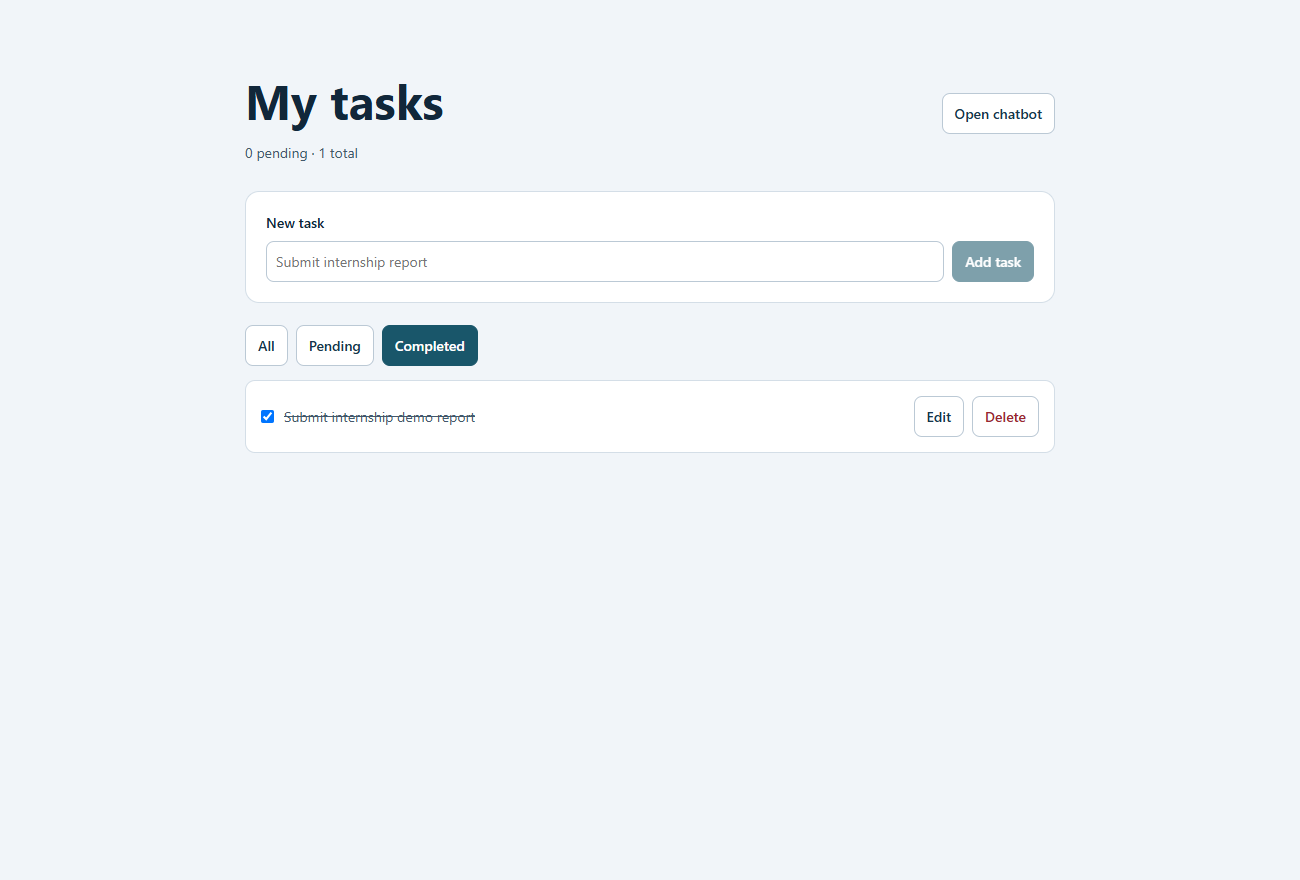 My tasks
Open chatbot
0 pending · 1 total
New task
Submit internship report
Add task
All
Pending
Completed
Submit internship demo report
Edit
Delete